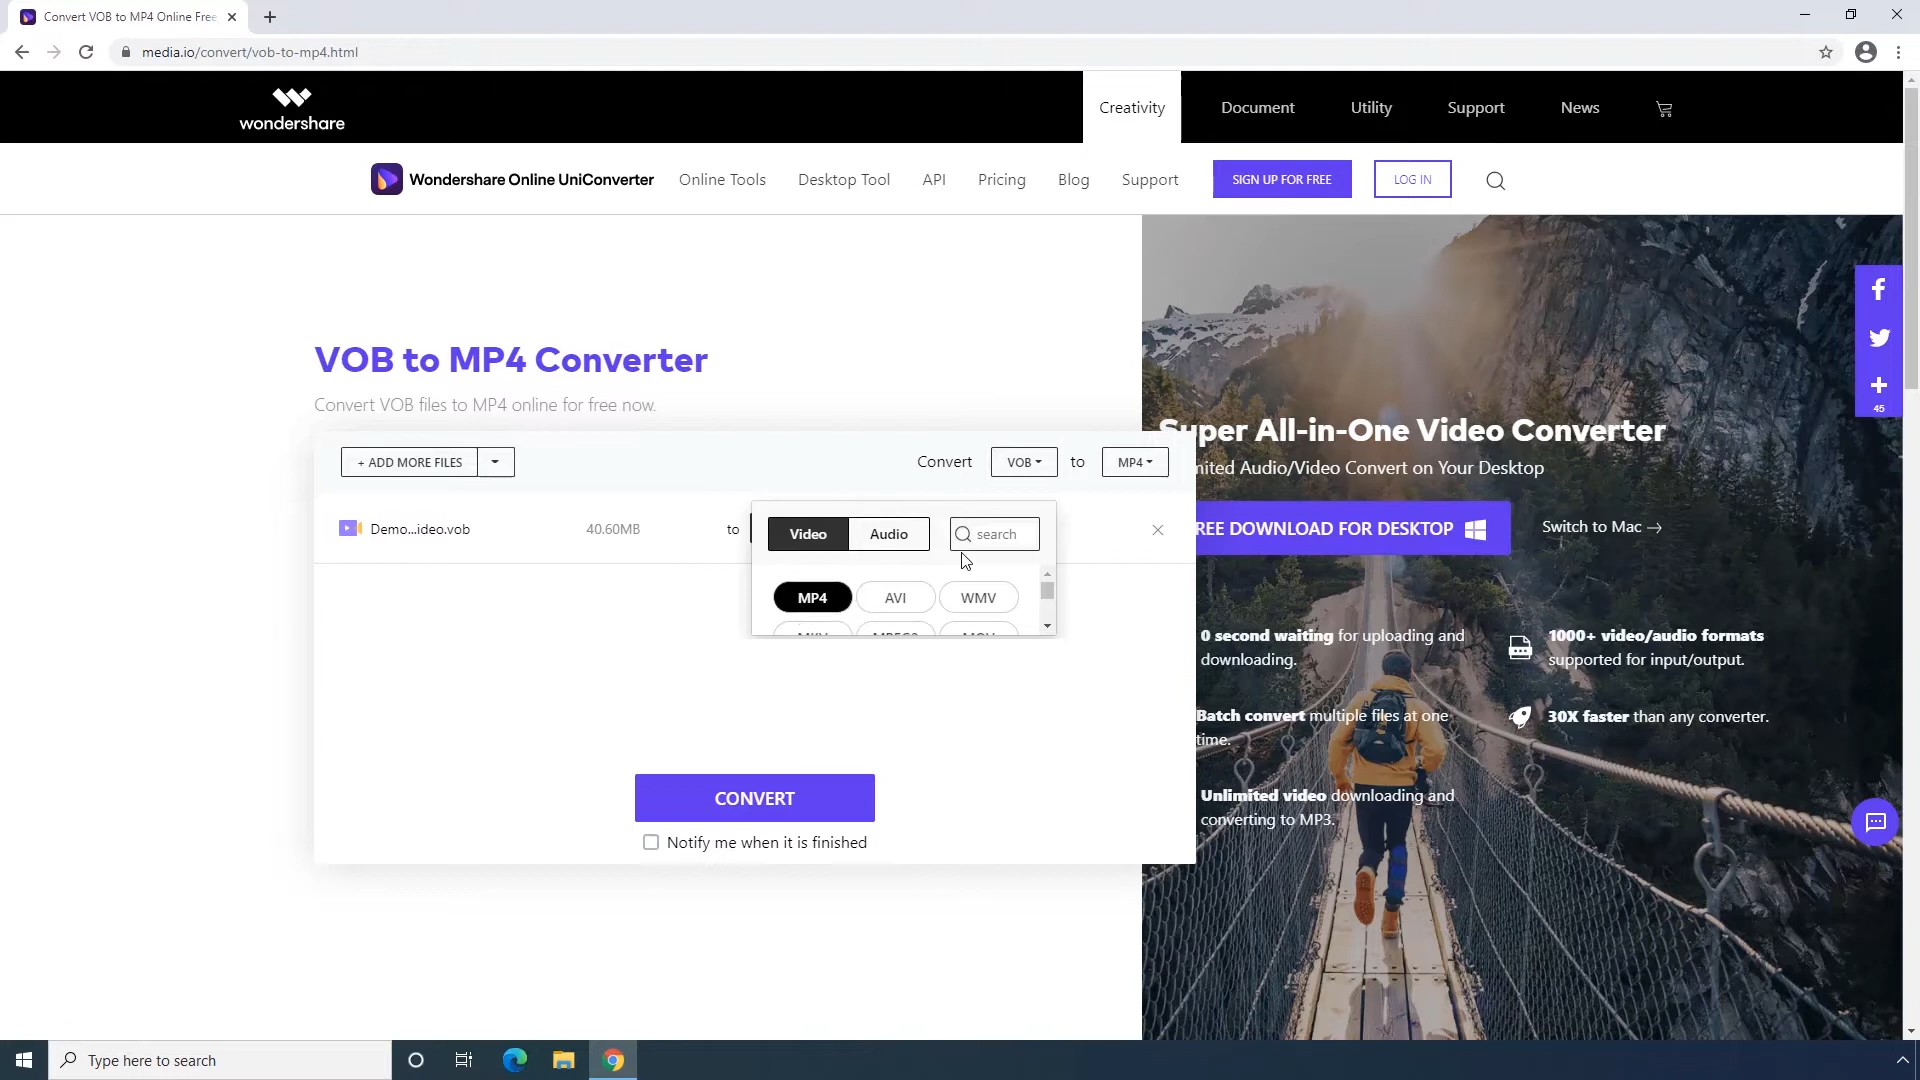 Convert VOB to MP4 Online Free
media.io/convert/vob-to-mp4.html
wondershare
Creativity
Document
Utility
Support
News
Wondershare Online UniConverter
Online Tools
Desktop Tool
API
Pricing
Blog
Support
SIGN UP FOR FREE
LOG IN
VOB to MP4 Converter
Convert VOB files to MP4 online for free now.
+ ADD MORE FILES
Convert
VOB
to
MP4
Demo...ideo.vob
40.60MB
to
Video
Audio
search
MP4
AVI
WMV
MKV
MPEG2
MOV
CONVERT
Notify me when it is finished
Super All-in-One Video Converter
mited Audio/Video Convert on Your Desktop
REE DOWNLOAD FOR DESKTOP
Switch to Mac
0 second waiting for uploading and
downloading.
1000+ video/audio formats
supported for input/output.
Batch convert multiple files at one
time.
30X faster than any converter.
Unlimited video downloading and
converting to MP3.
45
Type here to search